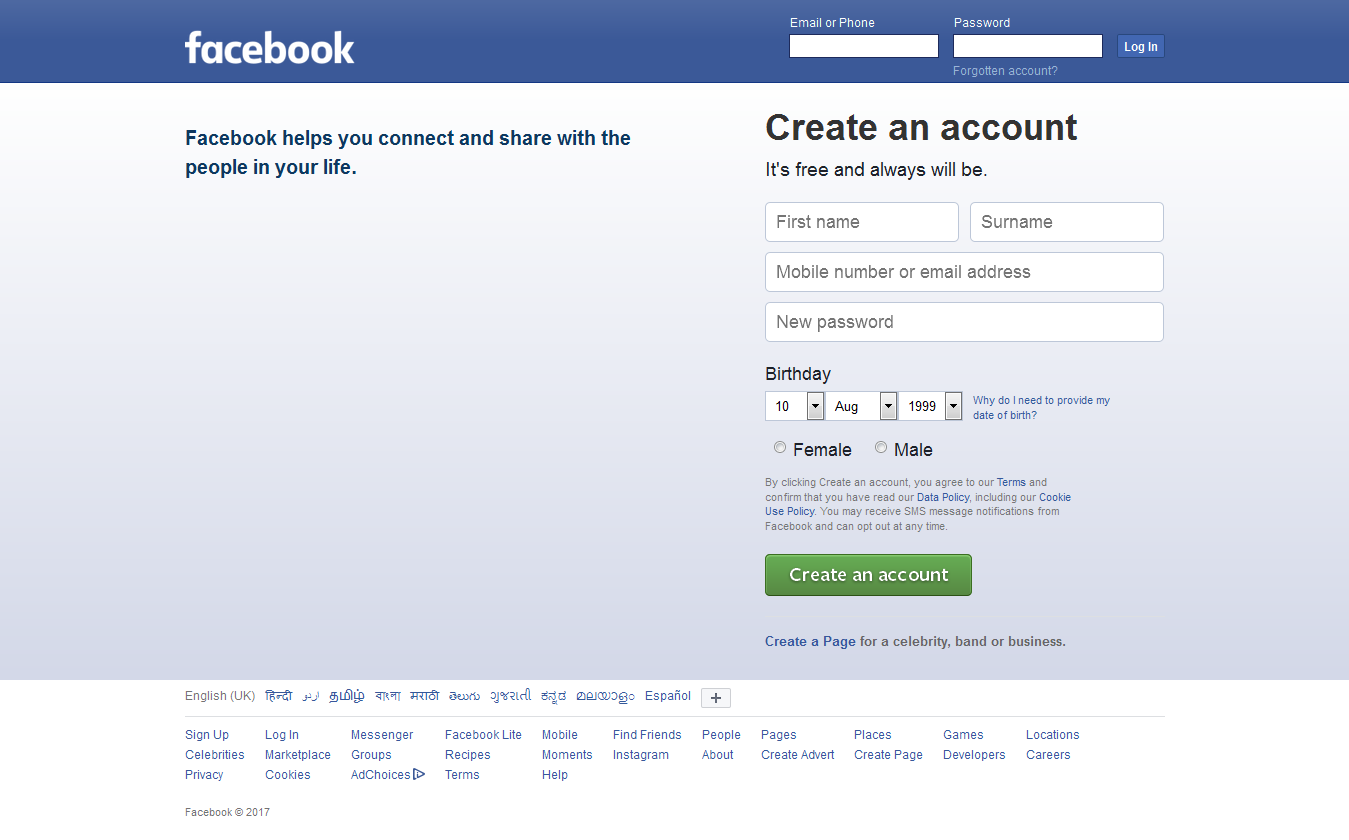 facebook
Email or Phone
Password
Log In
Forgotten account?
Facebook helps you connect and share with the
people in your life.
Create an account
It's free and always will be.
First name
Surname
Mobile number or email address
New password
Birthday
10 Aug 1999
Why do I need to provide my
date of birth?
Female Male
By clicking Create an account, you agree to our Terms and
confirm that you have read our Data Policy, including our Cookie
Use Policy. You may receive SMS message notifications from
Facebook and can opt out at any time.
Create an account
Create a Page for a celebrity, band or business.
English (UK) हिन्दी اردو தமிழ் বাংলা मराठी తెలుగు ગુજરાતી ಕನ್ನಡ മലയാളം Español +
Sign Up Log In Messenger Facebook Lite Mobile Find Friends People Pages Places Games Locations
Celebrities Marketplace Groups Recipes Moments Instagram About Create Advert Create Page Developers Careers
Privacy Cookies AdChoices Terms Help
Facebook © 2017